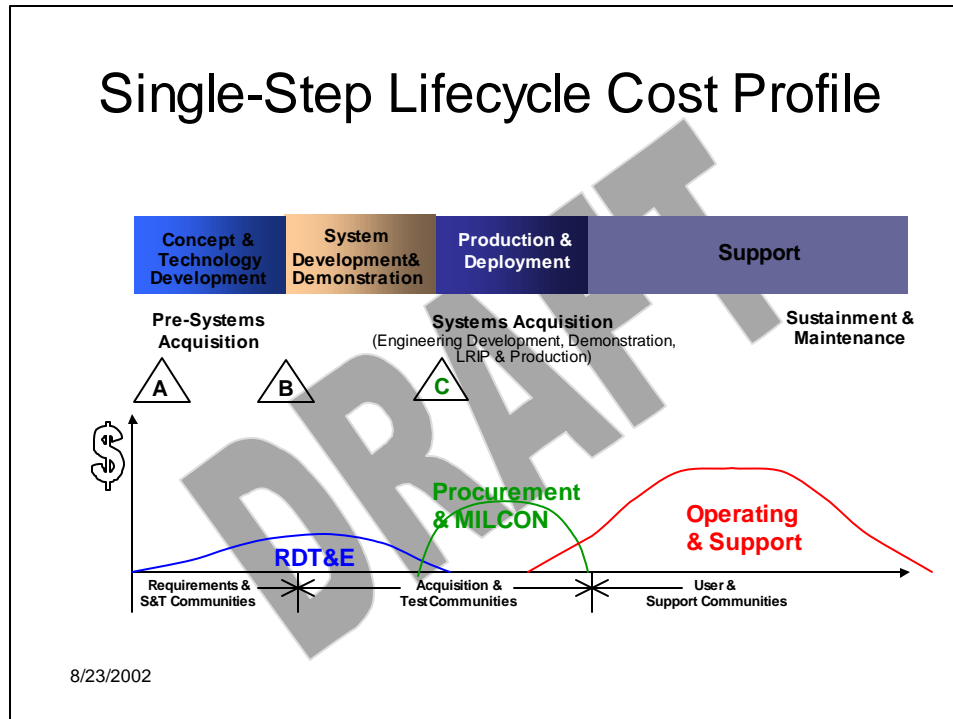 Single-Step Lifecycle Cost Profile
Concept &
Technology
Development
System
Development&
Demonstration
Production &
Deployment
Support
Pre-Systems
Acquisition
Systems Acquisition
(Engineering Development, Demonstration,
LRIP & Production)
Sustainment &
Maintenance
A
B
C
$
Procurement
& MILCON
Operating
& Support
RDT&E
Requirements &
S&T Communities
Acquisition &
Test Communities
User &
Support Communities
8/23/2002
DRAFT